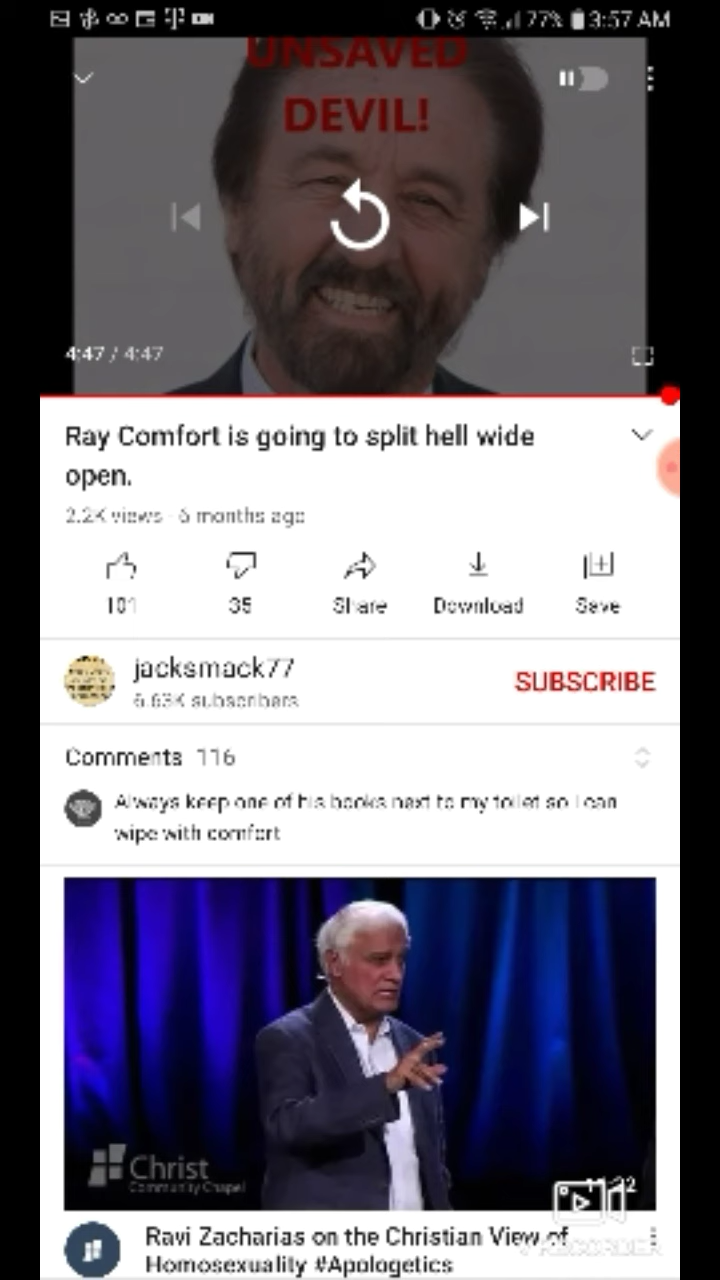 77% 3:57 AM
UNSAVED
DEVIL!
4:47 / 4:47
Ray Comfort is going to split hell wide
open.
2.2K views · 6 months ago
101 35 Share Download Save
jacksmack77
6.63K subscribers
SUBSCRIBE
Comments 116
Always keep one of his books next to my toilet so I can
wipe with comfort
Christ
Community Chapel
Ravi Zacharias on the Christian View of
Homosexuality #Apologetics
RECORDER